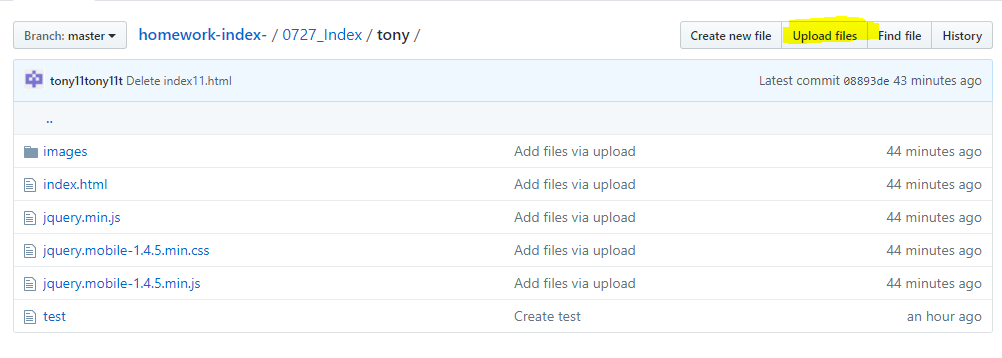 Branch: master homework-index- / 0727_Index / tony / Create new file Upload files Find file History
tony11tony11t Delete index11.html Latest commit 08893de 43 minutes ago
..
images Add files via upload 44 minutes ago
index.html Add files via upload 44 minutes ago
jquery.min.js Add files via upload 44 minutes ago
jquery.mobile-1.4.5.min.css Add files via upload 44 minutes ago
jquery.mobile-1.4.5.min.js Add files via upload 44 minutes ago
test Create test an hour ago